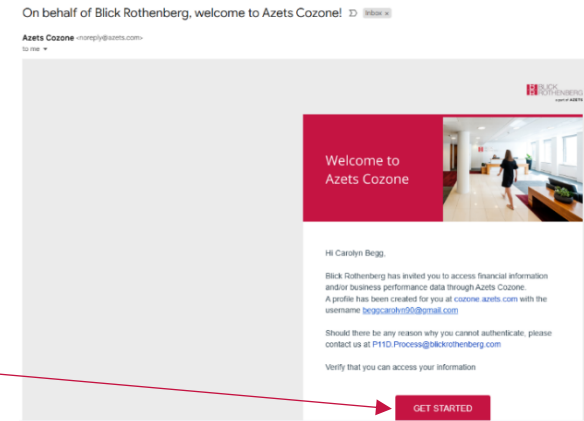 On behalf of Blick Rothenberg, welcome to Azets Cozone! Inbox x
Azets Cozone <noreply@azets.com>
to me
BLICK
ROTHENBERG
Welcome to
Azets Cozone
Hi Carolyn Begg,
Blick Rothenberg has invited you to access financial information
and/or business performance data through Azets Cozone.
A profile has been created for you at cozone.azets.com with the
username beggcarolyn90@gmail.com
Should there be any reason why you cannot authenticate, please
contact us at P11D.Process@blickrothenberg.com
Verify that you can access your information
GET STARTED